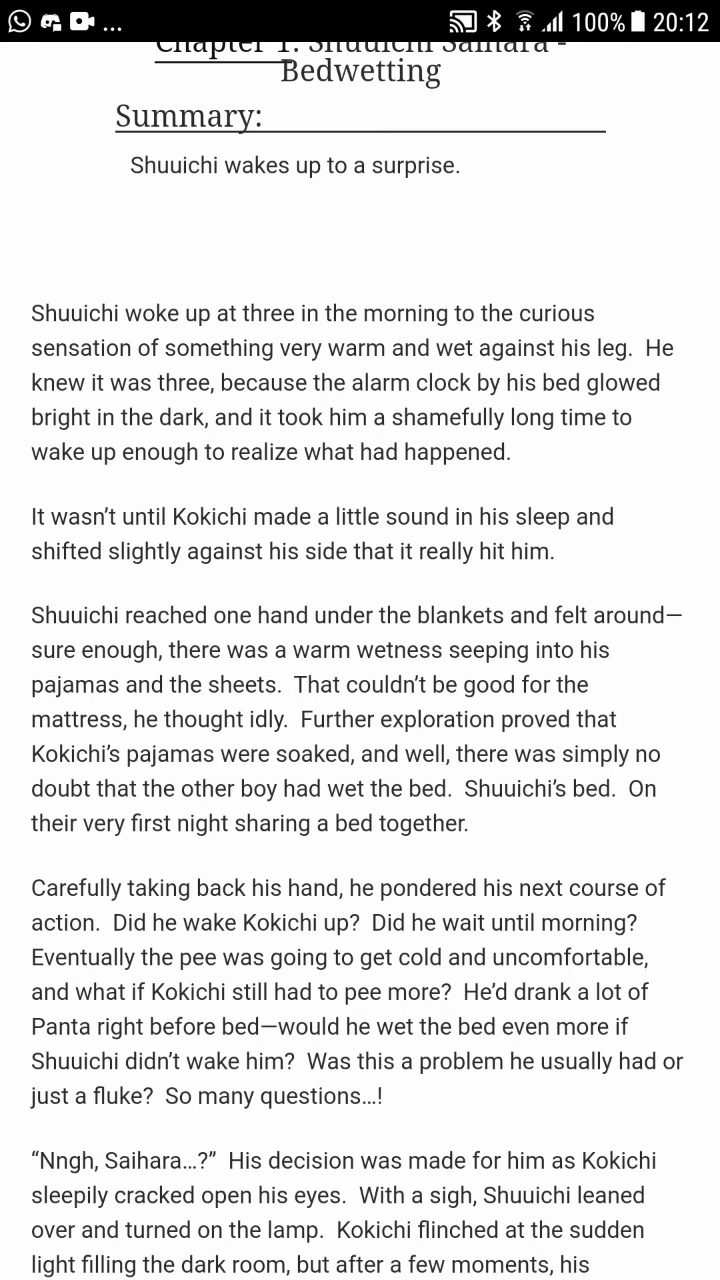 ... 100% 20:12
Chapter 1: Shuuichi Saihara -
Bedwetting
Summary:
Shuuichi wakes up to a surprise.
Shuuichi woke up at three in the morning to the curious
sensation of something very warm and wet against his leg.  He
knew it was three, because the alarm clock by his bed glowed
bright in the dark, and it took him a shamefully long time to
wake up enough to realize what had happened.
It wasn’t until Kokichi made a little sound in his sleep and
shifted slightly against his side that it really hit him.
Shuuichi reached one hand under the blankets and felt around—
sure enough, there was a warm wetness seeping into his
pajamas and the sheets.  That couldn’t be good for the
mattress, he thought idly.  Further exploration proved that
Kokichi’s pajamas were soaked, and well, there was simply no
doubt that the other boy had wet the bed.  Shuuichi’s bed.  On
their very first night sharing a bed together.
Carefully taking back his hand, he pondered his next course of
action.  Did he wake Kokichi up?  Did he wait until morning?
Eventually the pee was going to get cold and uncomfortable,
and what if Kokichi still had to pee more?  He’d drank a lot of
Panta right before bed—would he wet the bed even more if
Shuuichi didn’t wake him?  Was this a problem he usually had or
just a fluke?  So many questions…!
“Nngh, Saihara…?”  His decision was made for him as Kokichi
sleepily cracked open his eyes.  With a sigh, Shuuichi leaned
over and turned on the lamp.  Kokichi flinched at the sudden
light filling the dark room, but after a few moments, his